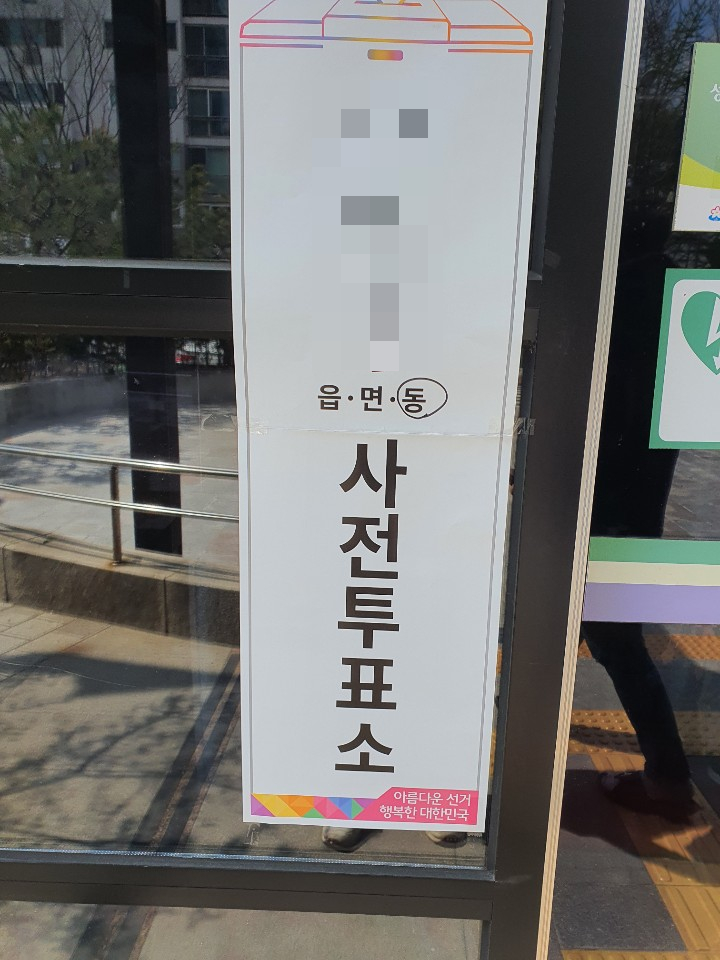 읍·면·동
사전투표소
아름다운 선거
행복한 대한민국